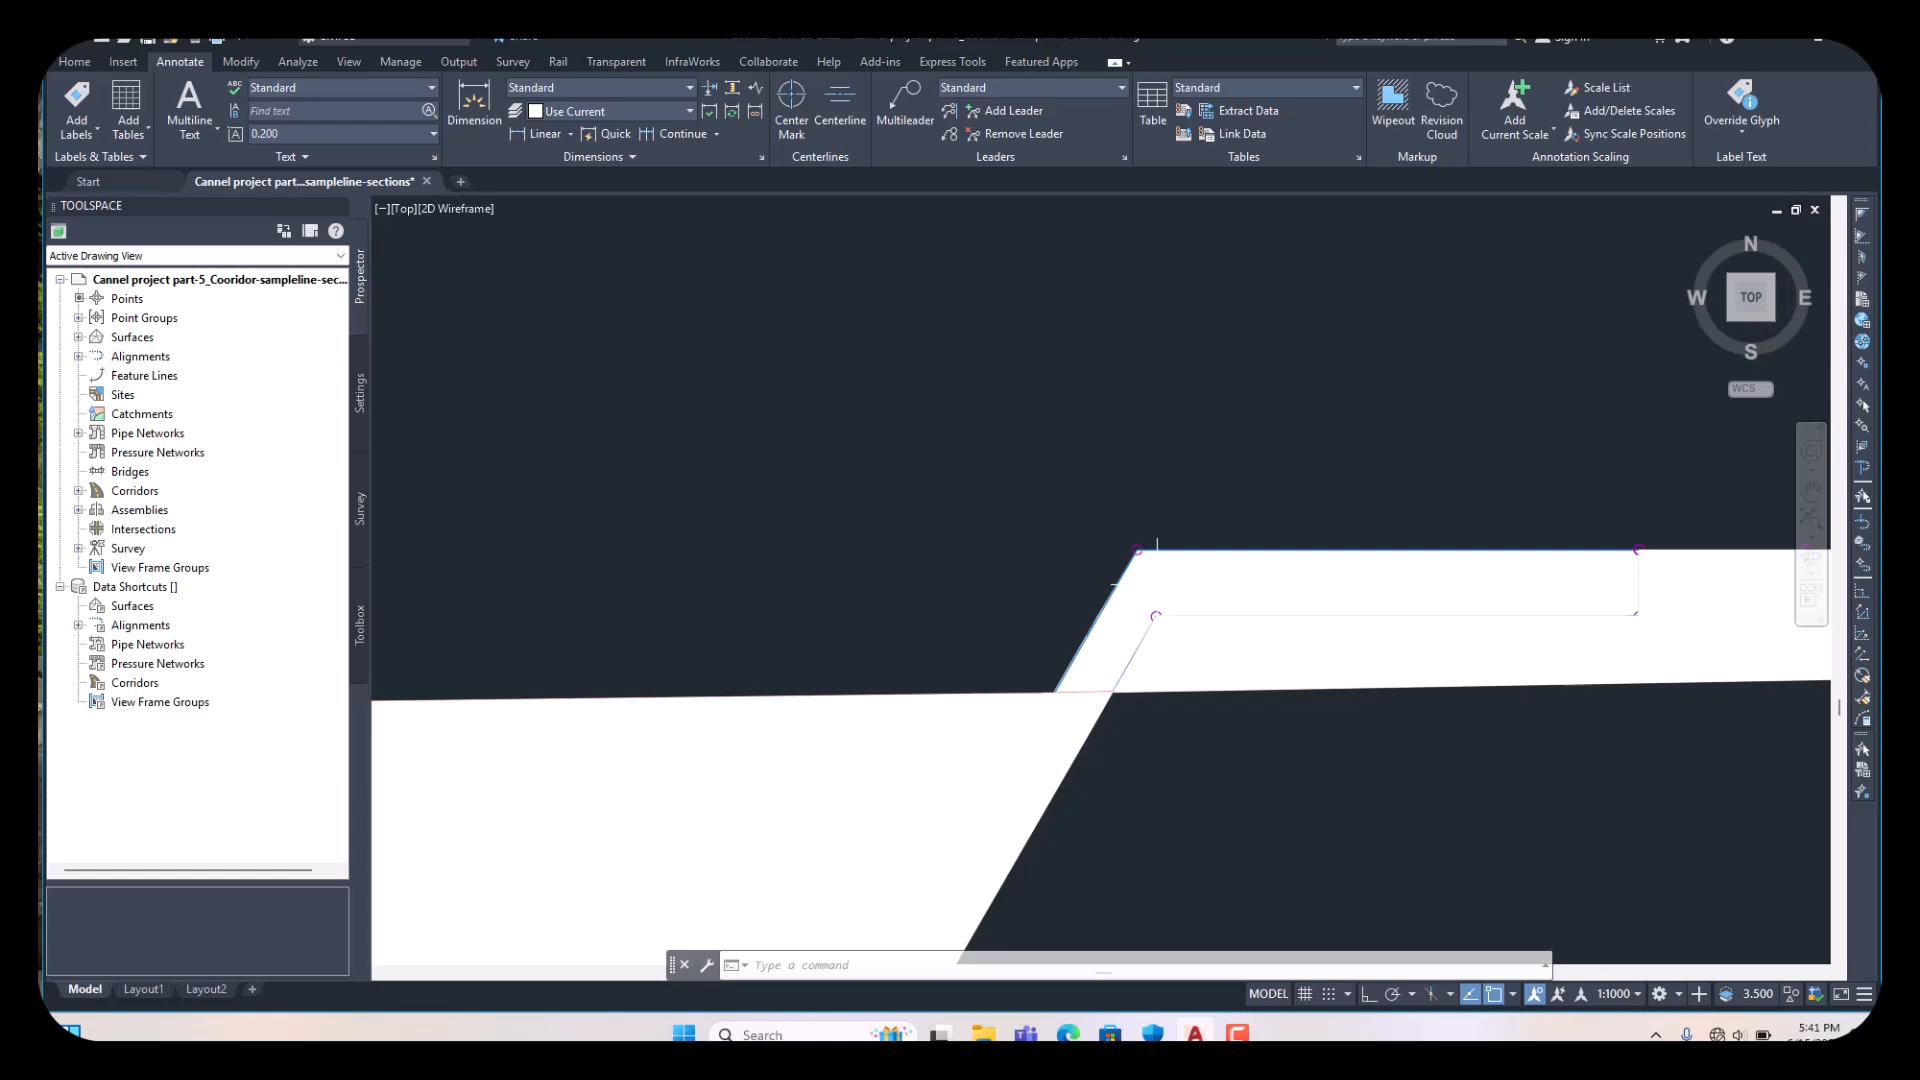 Home Insert Annotate Modify Analyze View Manage Output Survey Rail Transparent InfraWorks Collaborate Help Add-ins Express Tools Featured Apps
Add Labels
Add Tables
Labels & Tables
Multiline Text
ABC
Standard
Find text
0.200
Text
Dimension
Standard
Use Current
Linear Quick Continue
Dimensions
Center Mark
Centerline
Centerlines
Multileader
Standard
Add Leader
Remove Leader
Leaders
Table
Standard
Extract Data
Link Data
Tables
Wipeout
Revision Cloud
Markup
Add Current Scale
Scale List
Add/Delete Scales
Sync Scale Positions
Annotation Scaling
Override Glyph
Label Text
Start
Cannel project part...sampleline-sections*
TOOLSPACE
[−][Top][2D Wireframe]
Active Drawing View
Cannel project part-5_Cooridor-sampleline-sec...
Points
Point Groups
Surfaces
Alignments
Feature Lines
Sites
Catchments
Pipe Networks
Pressure Networks
Bridges
Corridors
Assemblies
Intersections
Survey
View Frame Groups
Data Shortcuts []
Surfaces
Alignments
Pipe Networks
Pressure Networks
Corridors
View Frame Groups
Prospector
Settings
Survey
Toolbox
N
W TOP E
S
WCS
Type a command
Model Layout1 Layout2
MODEL 1:1000 3.500
Search
5:41 PM